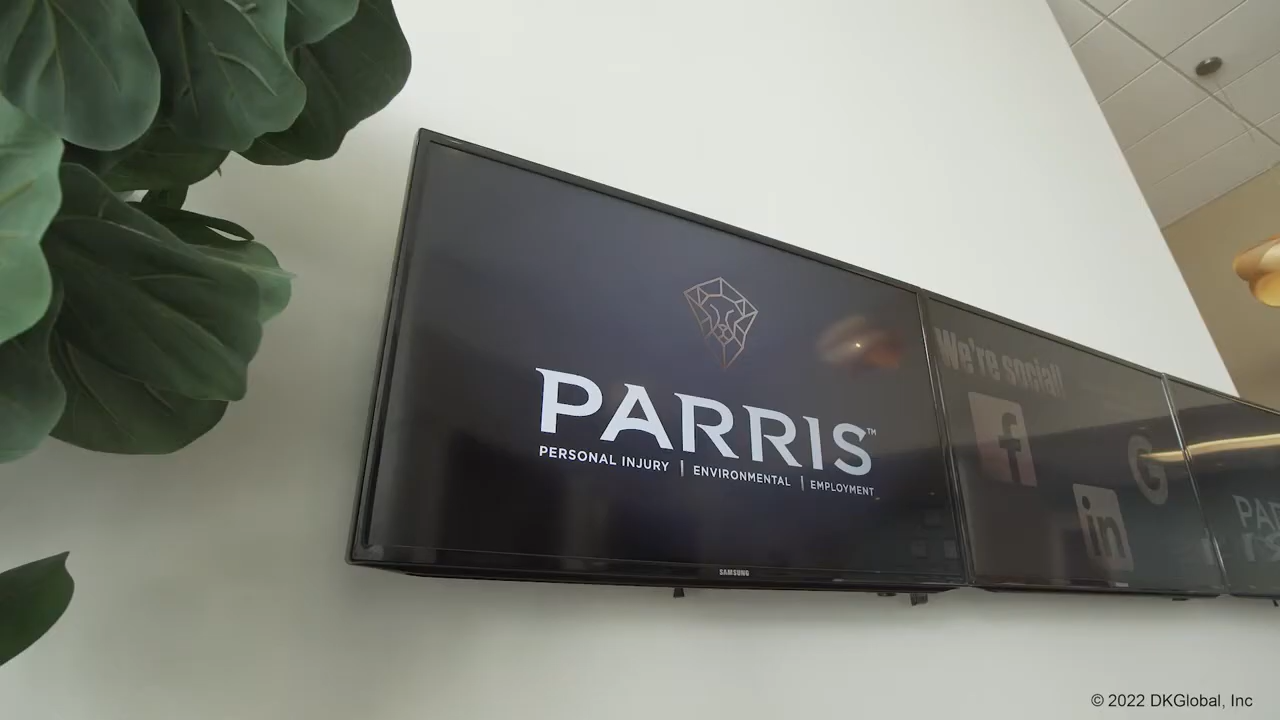 PARRIS™
PERSONAL INJURY | ENVIRONMENTAL | EMPLOYMENT
SAMSUNG
We're social!
f
G
in
© 2022 DKGlobal, Inc